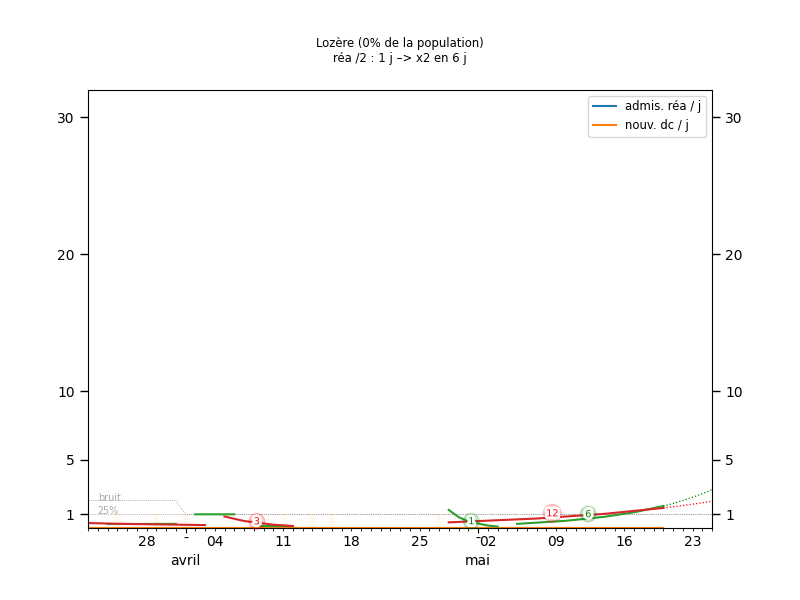 Lozère (0% de la population)
réa /2 : 1 j –> x2 en 6 j
admis. réa / j
nouv. dc / j
30 30
20 20
10 10
5 5
bruit
25%
1 1
3 1 12 6
28 - 04 11 18 25 -02 09 16 23
avril mai